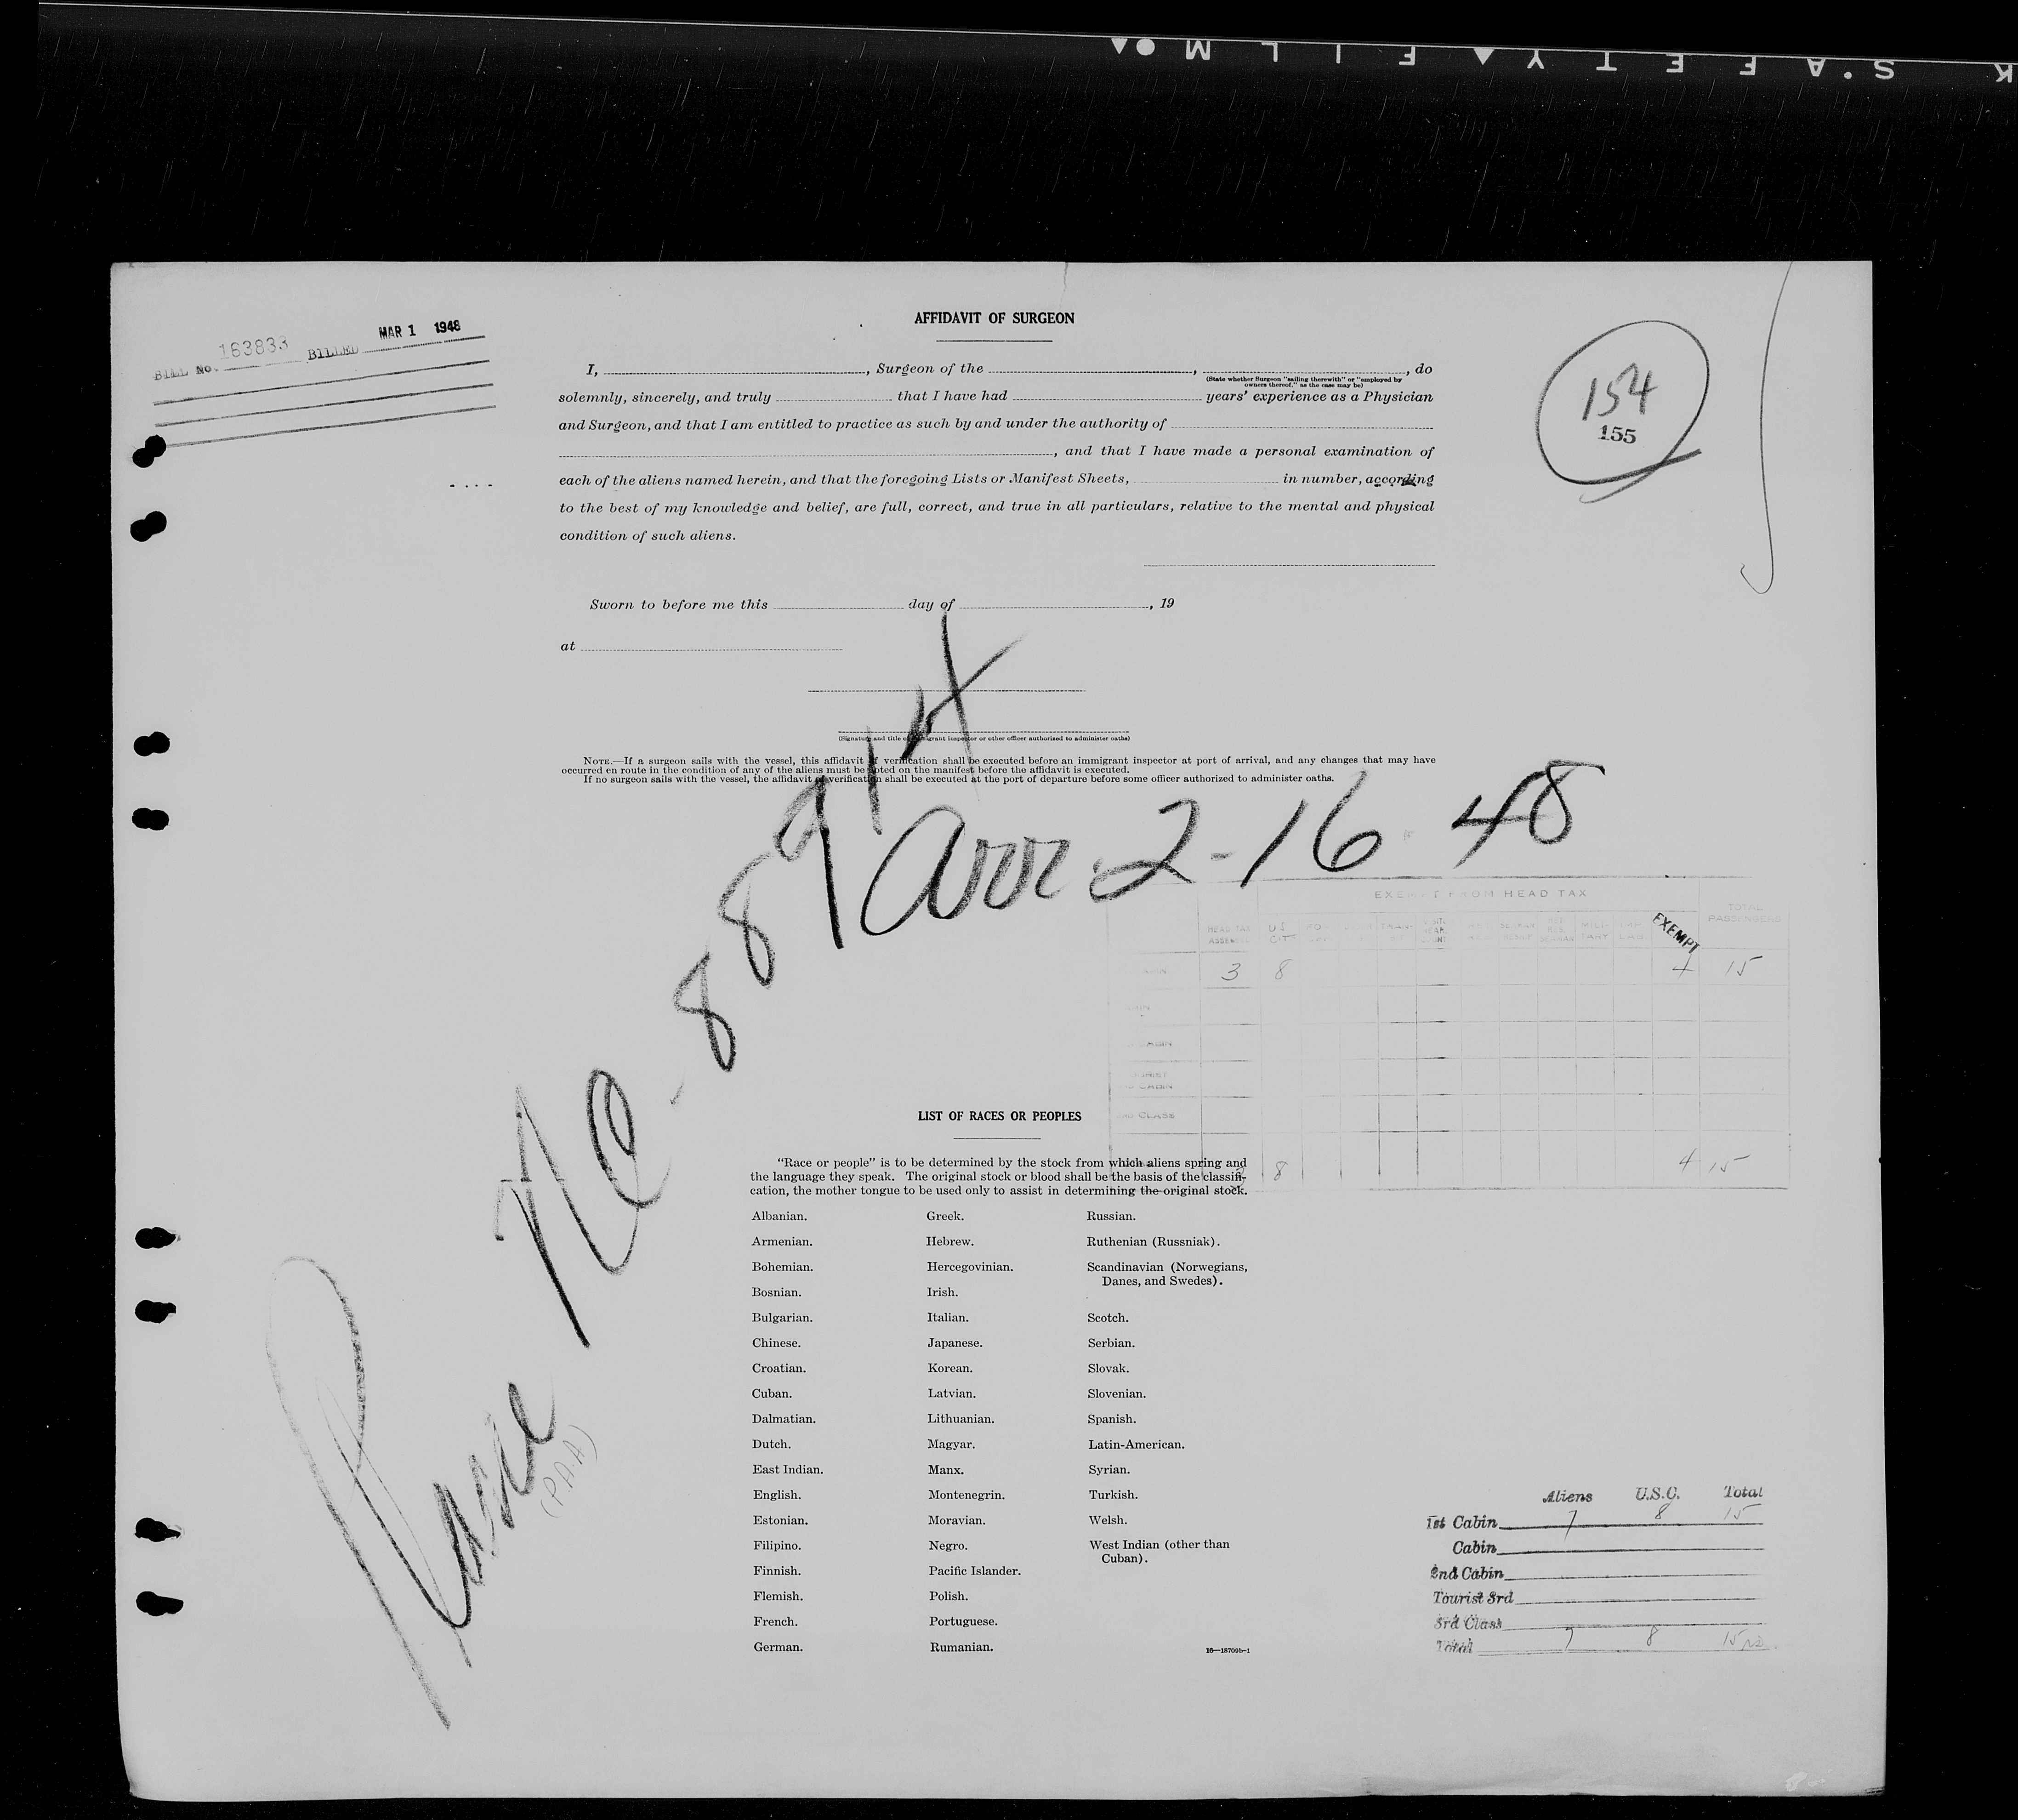 K S.AFETY▲FILM●▲
BILL No. 163833 BILLED MAR 1 1948
AFFIDAVIT OF SURGEON
154
155
I, , Surgeon of the , , do
(State whether Surgeon "sailing therewith" or "employed by
owners thereof," as the case may be)
solemnly, sincerely, and truly that I have had years' experience as a Physician
and Surgeon, and that I am entitled to practice as such by and under the authority of
, and that I have made a personal examination of
each of the aliens named herein, and that the foregoing Lists or Manifest Sheets, in number, according
to the best of my knowledge and belief, are full, correct, and true in all particulars, relative to the mental and physical
condition of such aliens.
Sworn to before me this day of , 19
at
(Signature and title of immigrant inspector or other officer authorized to administer oaths)
NOTE.—If a surgeon sails with the vessel, this affidavit of verification shall be executed before an immigrant inspector at port of arrival, and any changes that may have
occurred en route in the condition of any of the aliens must be noted on the manifest before the affidavit is executed.
If no surgeon sails with the vessel, the affidavit of verification shall be executed at the port of departure before some officer authorized to administer oaths.
Plane NC-88914
(PAA)
Arr. 2-16-48
EXEMPT FROM HEAD TAX
HEAD TAX
U S
CIT
EXEMPT
TOTAL
PASSENGERS
3 8 4 15
CABIN
CLASS
8 4 15
LIST OF RACES OR PEOPLES
"Race or people" is to be determined by the stock from which aliens spring and
the language they speak. The original stock or blood shall be the basis of the classifi-
cation, the mother tongue to be used only to assist in determining the original stock.
Albanian.
Armenian.
Bohemian.
Bosnian.
Bulgarian.
Chinese.
Croatian.
Cuban.
Dalmatian.
Dutch.
East Indian.
English.
Estonian.
Filipino.
Finnish.
Flemish.
French.
German.
Greek.
Hebrew.
Hercegovinian.
Irish.
Italian.
Japanese.
Korean.
Latvian.
Lithuanian.
Magyar.
Manx.
Montenegrin.
Moravian.
Negro.
Pacific Islander.
Polish.
Portuguese.
Rumanian.
Russian.
Ruthenian (Russniak).
Scandinavian (Norwegians,
Danes, and Swedes).
Scotch.
Serbian.
Slovak.
Slovenian.
Spanish.
Latin-American.
Syrian.
Turkish.
Welsh.
West Indian (other than
Cuban).
16—18709b-1
Aliens U.S.C. Total
1st Cabin 7 8 15
Cabin
2nd Cabin
Tourist 3rd
3rd Class
Total 7 8 15